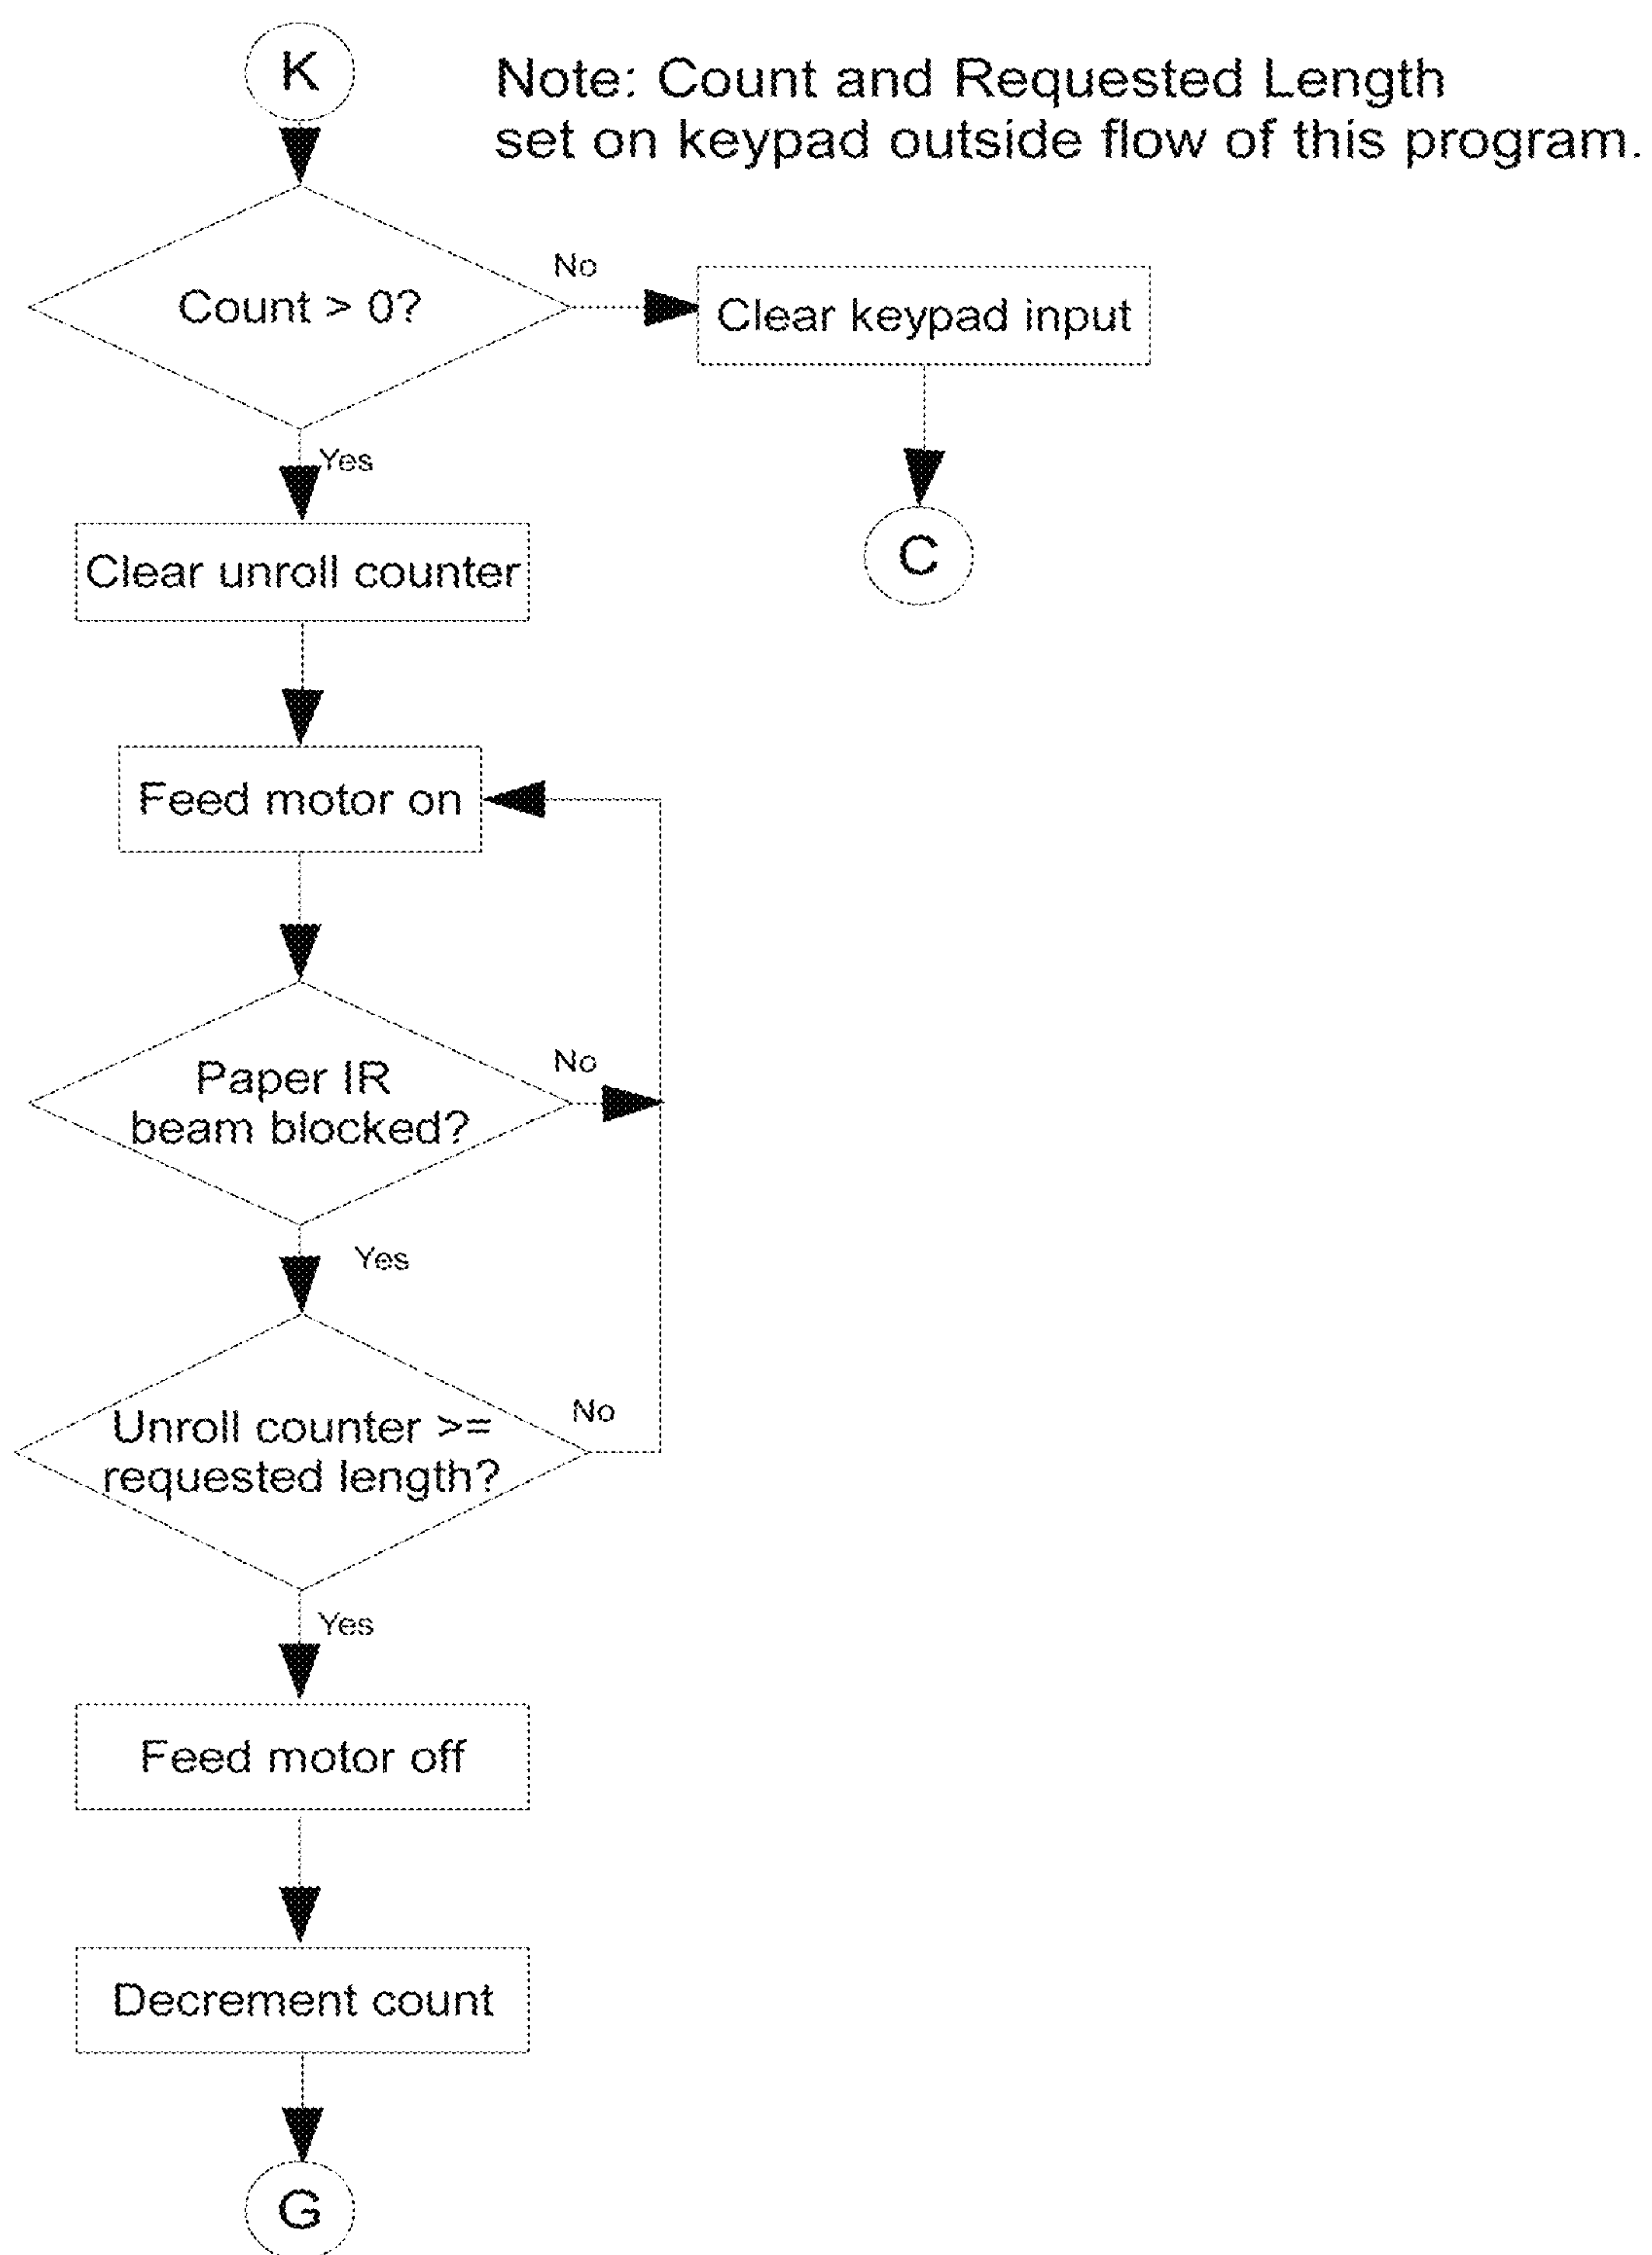 K
Note: Count and Requested Length
set on keypad outside flow of this program.
Count > 0?
No
Clear keypad input
Yes
Clear unroll counter
C
Feed motor on
Paper IR
beam blocked?
No
Yes
Unroll counter >=
requested length?
No
Yes
Feed motor off
Decrement count
G